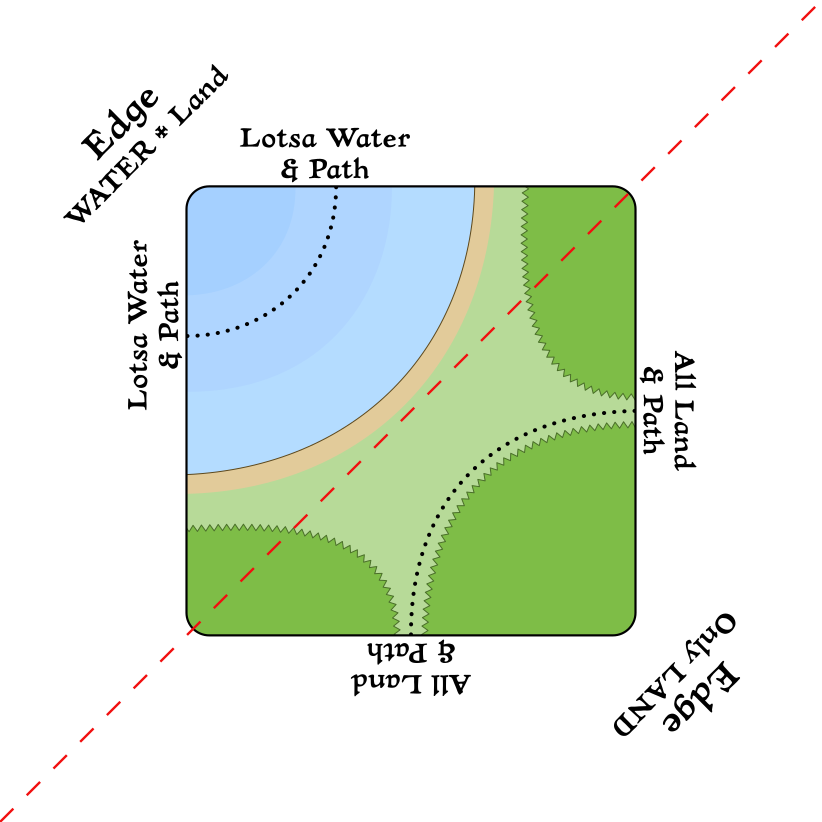 Edge
WATER * Land
Lotsa Water
& Path
Lotsa Water
& Path
All Land
& Path
All Land
& Path
Edge
Only LAND